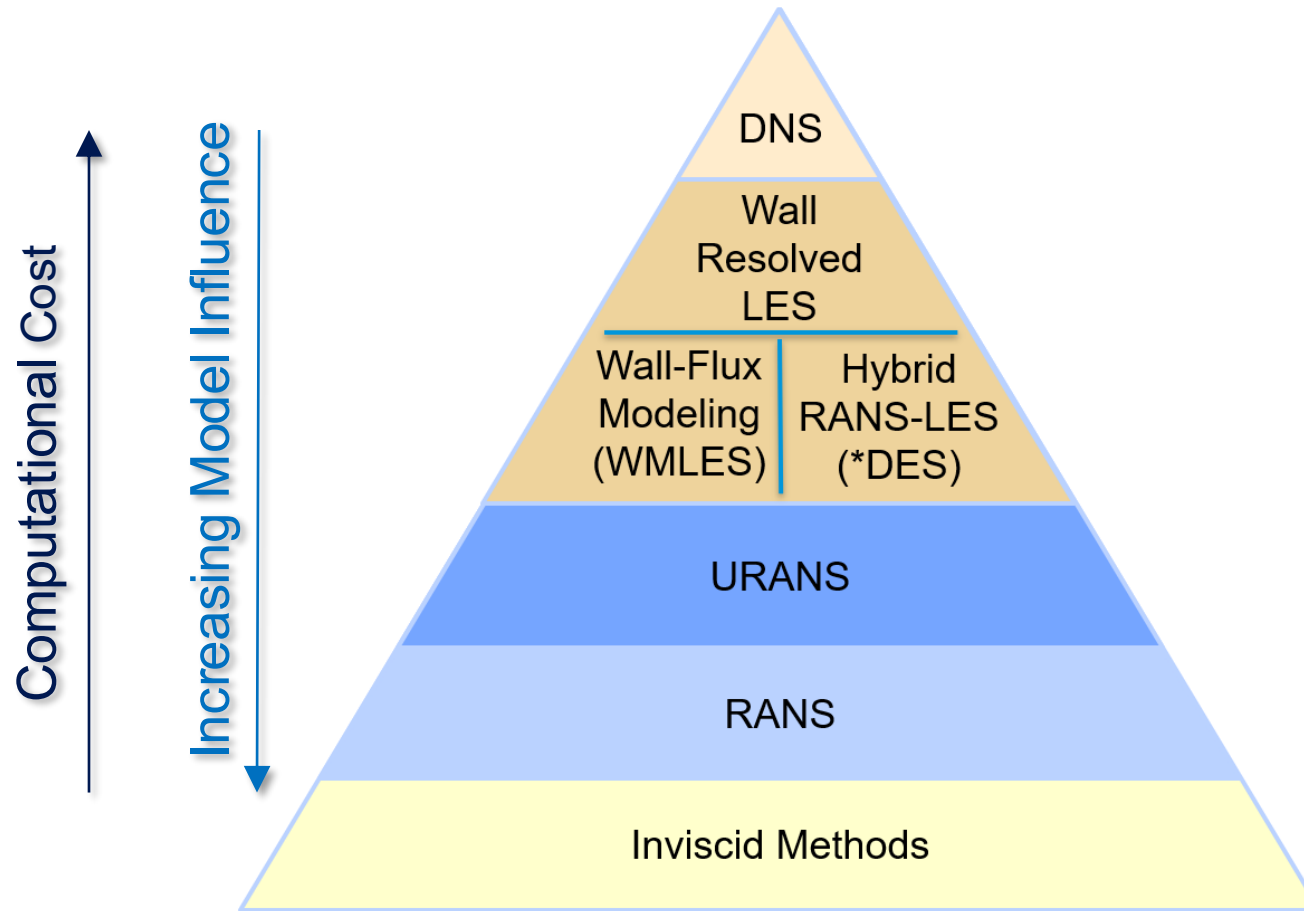 Computational Cost
Increasing Model Influence
DNS
Wall
Resolved
LES
Wall-Flux
Modeling
(WMLES)
Hybrid
RANS-LES
(*DES)
URANS
RANS
Inviscid Methods